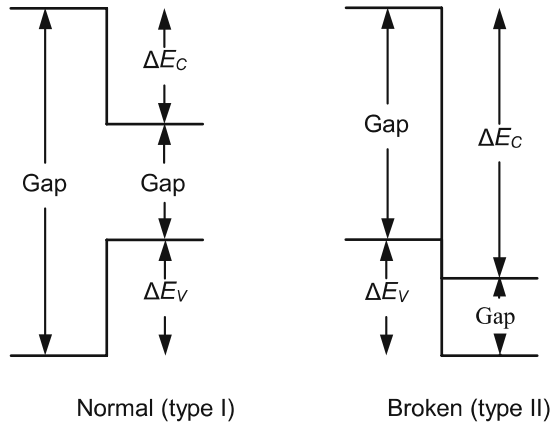 ΔE_C
Gap
Gap
ΔE_V
Normal (type I)
Gap
ΔE_C
ΔE_V
Gap
Broken (type II)